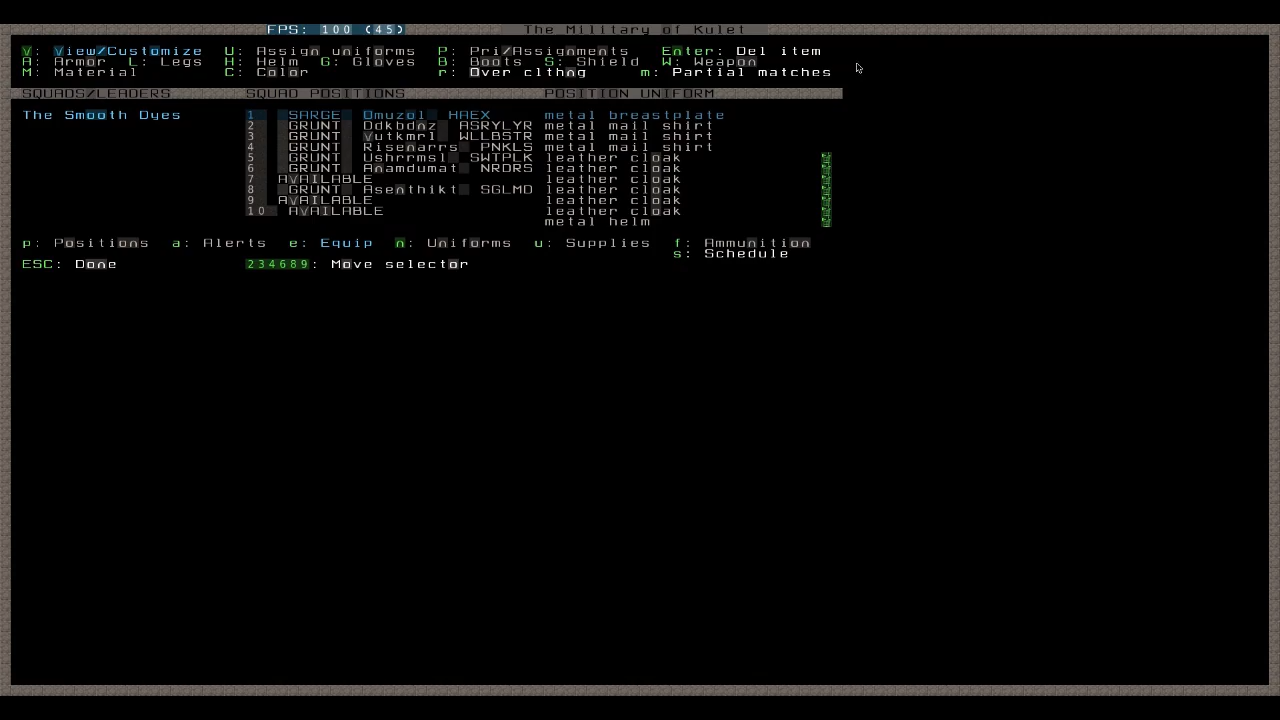 FPS: 100 (45) The Military of Kulet
V: View/Customize U: Assign uniforms P: Pri/Assignments Enter: Del item
A: Armor L: Legs H: Helm G: Gloves B: Boots S: Shield W: Weapon
M: Material C: Color r: Over clthng m: Partial matches
SQUADS/LEADERS SQUAD POSITIONS POSITION UNIFORM
The Smooth Dyes 1 SARGE Omuzol HAEX metal breastplate
2 GRUNT Ddkbdnz ASRYLYR metal mail shirt
3 GRUNT Vutkmrl WLLBSTR metal mail shirt
4 GRUNT Risenarrs PNKLS metal mail shirt
5 GRUNT Ushrrmsl SWTPLK leather cloak
6 GRUNT Anamdumat NRDRS leather cloak
7 AVAILABLE leather cloak
8 GRUNT Asenthikt SGLMD leather cloak
9 AVAILABLE leather cloak
10 AVAILABLE leather cloak
metal helm
p: Positions a: Alerts e: Equip n: Uniforms u: Supplies f: Ammunition
s: Schedule
ESC: Done 234689: Move selector